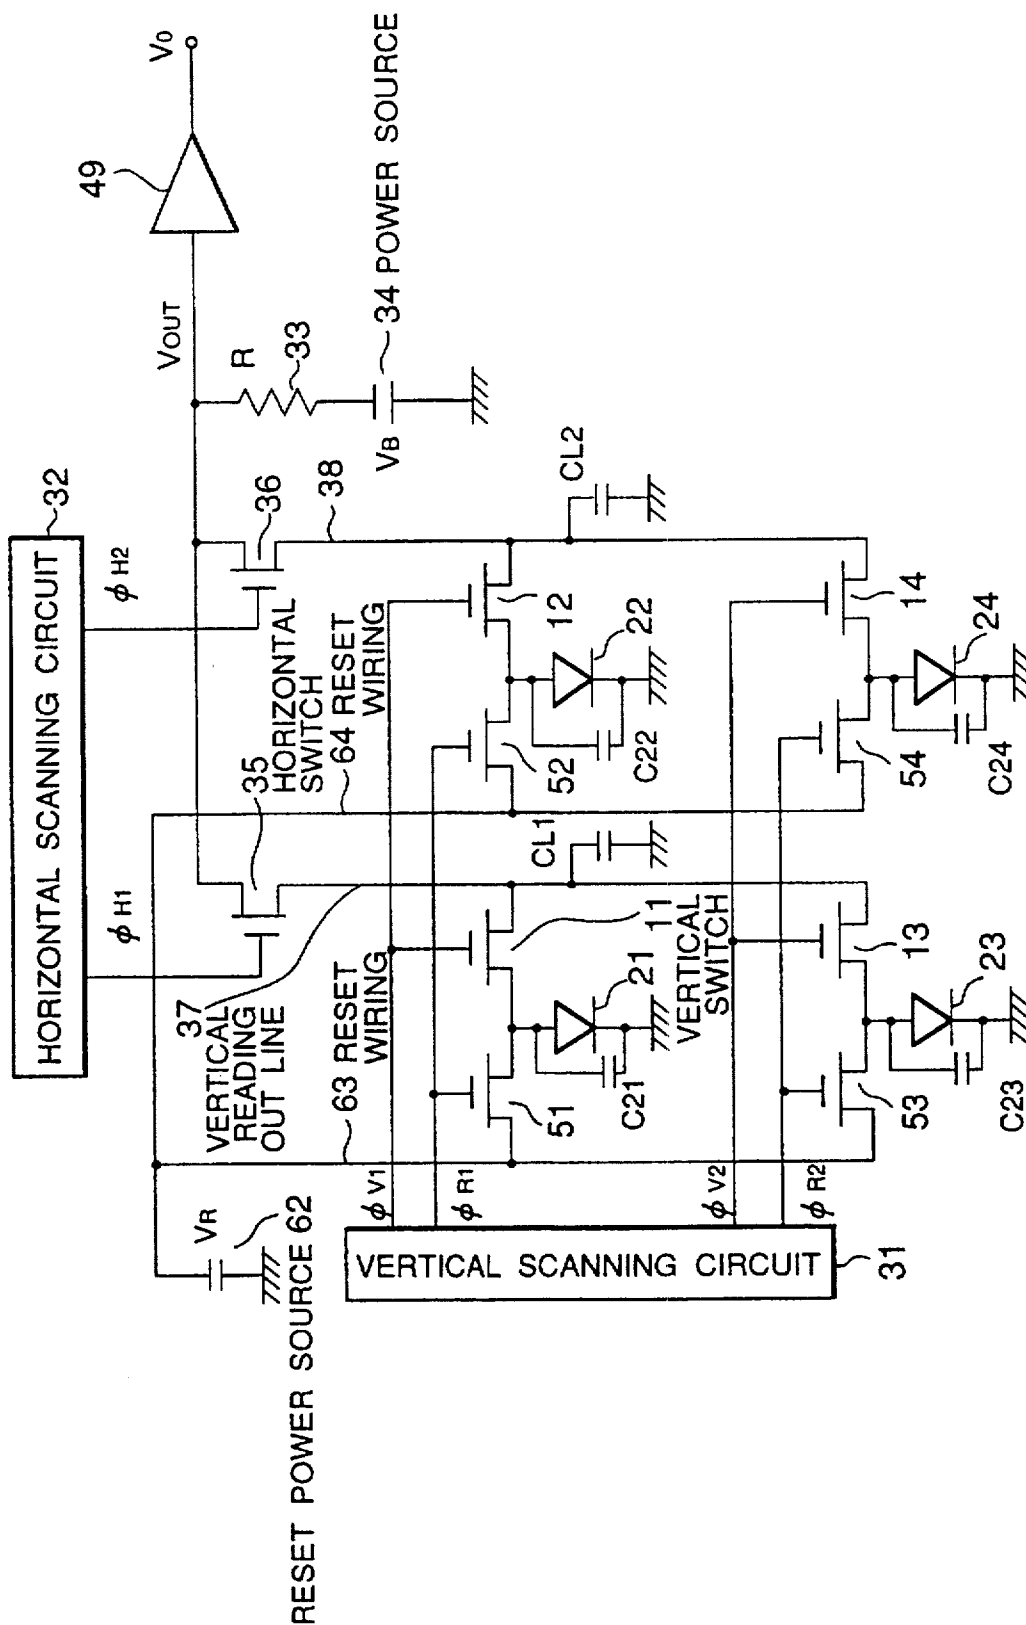 HORIZONTAL SCANNING CIRCUIT
32
49
V0
VOUT
φH1
φH2
R
33
VB
34 POWER SOURCE
VR
62
RESET POWER SOURCE
37
VERTICAL
READING
OUT LINE
63 RESET
WIRING
35
HORIZONTAL
SWITCH
64 RESET
WIRING
36
38
φV1
φR1
51
C21
21
11
VERTICAL
SWITCH
CL1
52
C22
22
12
CL2
φV2
φR2
53
C23
23
13
54
C24
24
14
VERTICAL SCANNING CIRCUIT
31